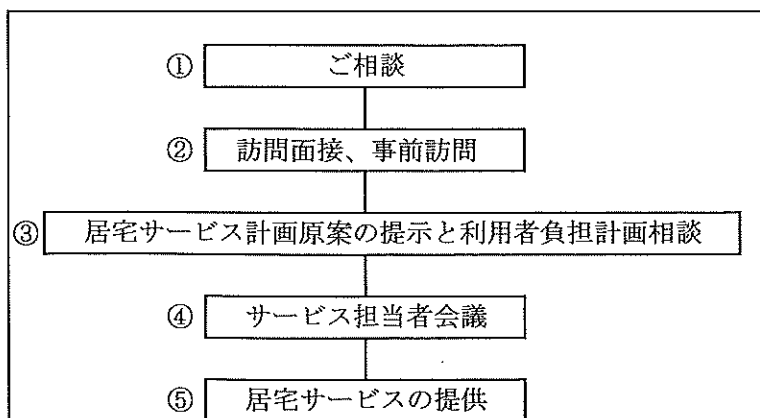 ① ご相談
② 訪問面接、事前訪問
③ 居宅サービス計画原案の提示と利用者負担計画相談
④ サービス担当者会議
⑤ 居宅サービスの提供